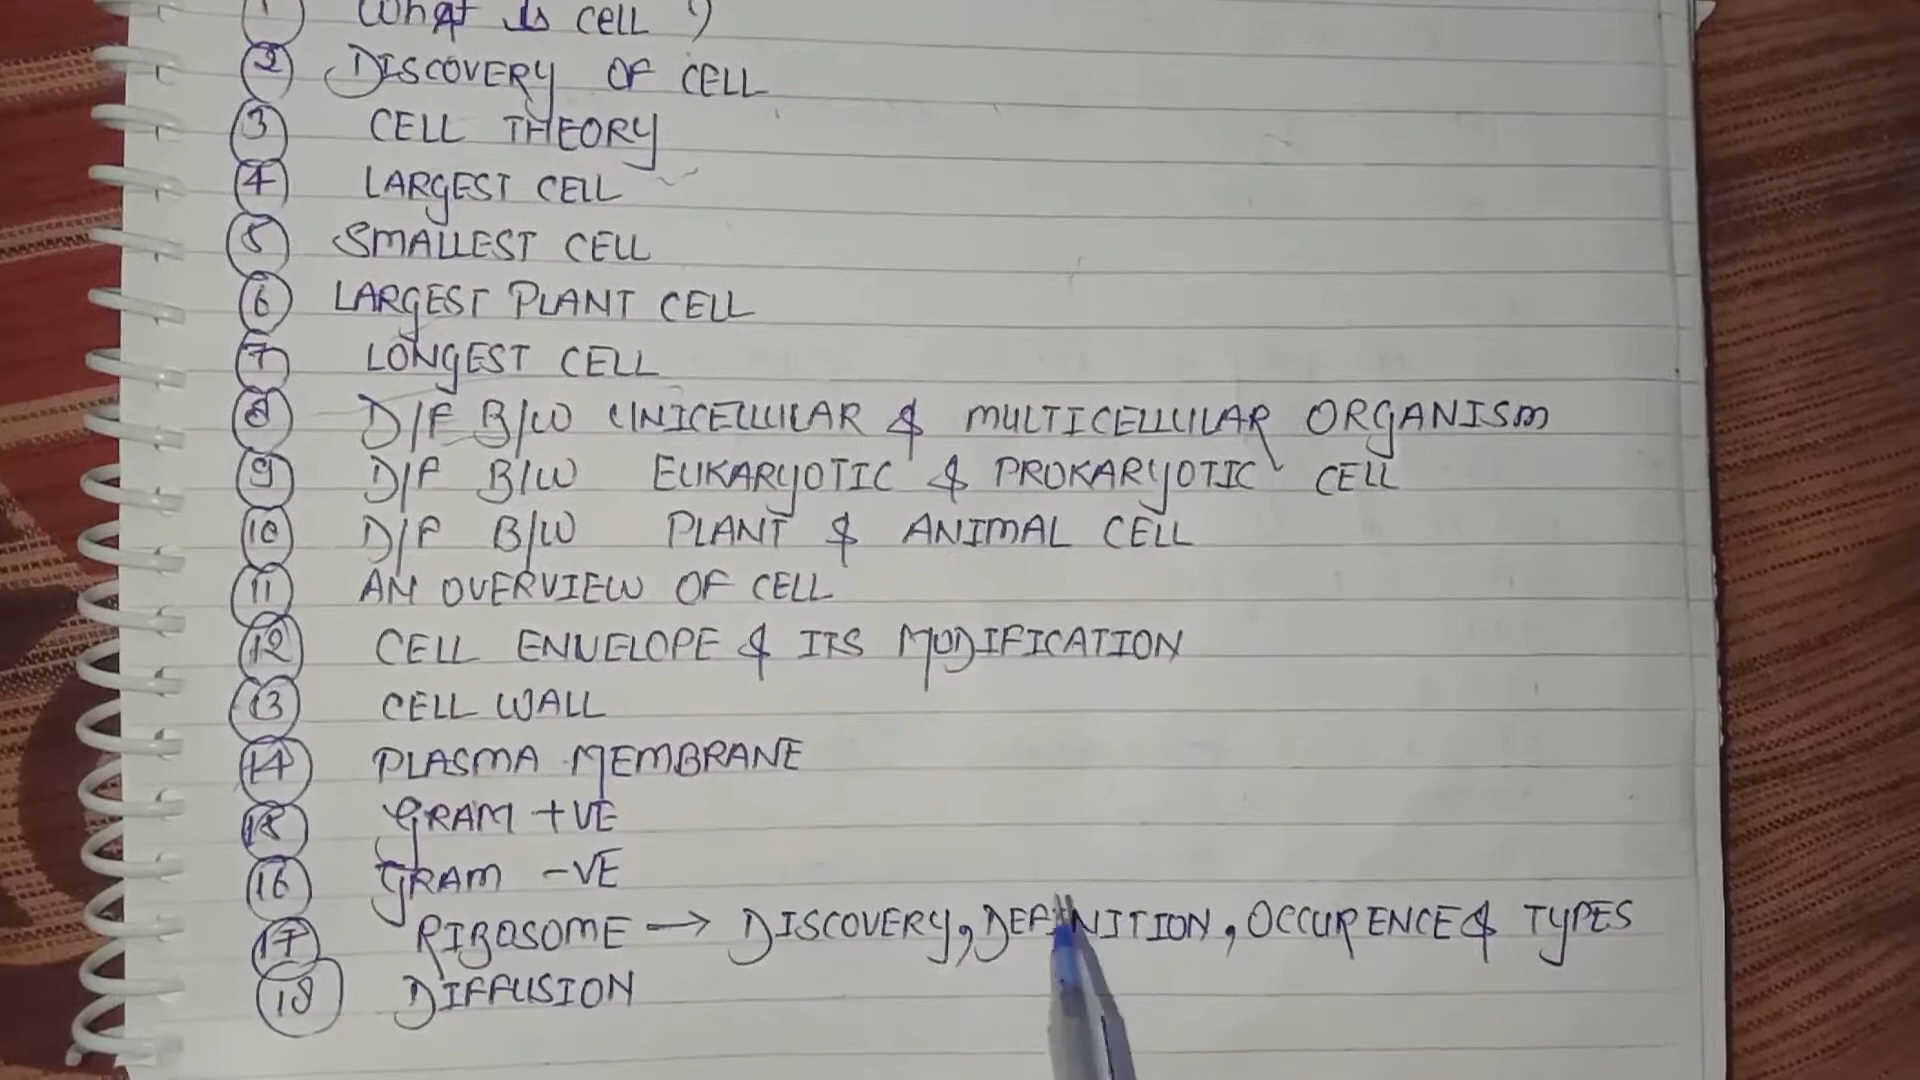 1 What is cell ?
2 DISCOVERY OF CELL
3 CELL THEORY
4 LARGEST CELL
5 SMALLEST CELL
6 LARGEST PLANT CELL
7 LONGEST CELL
8 D/F B/W UNICELLULAR & MULTICELLULAR ORGANISM
9 D/F B/W EUKARYOTIC & PROKARYOTIC CELL
10 D/F B/W PLANT & ANIMAL CELL
11 AN OVERVIEW OF CELL
12 CELL ENVELOPE & ITS MODIFICATION
13 CELL WALL
14 PLASMA MEMBRANE
15 GRAM +VE
16 GRAM -VE
17 RIBOSOME → DISCOVERY, DEFINITION, OCCURENCE & TYPES
18 DIFFUSION